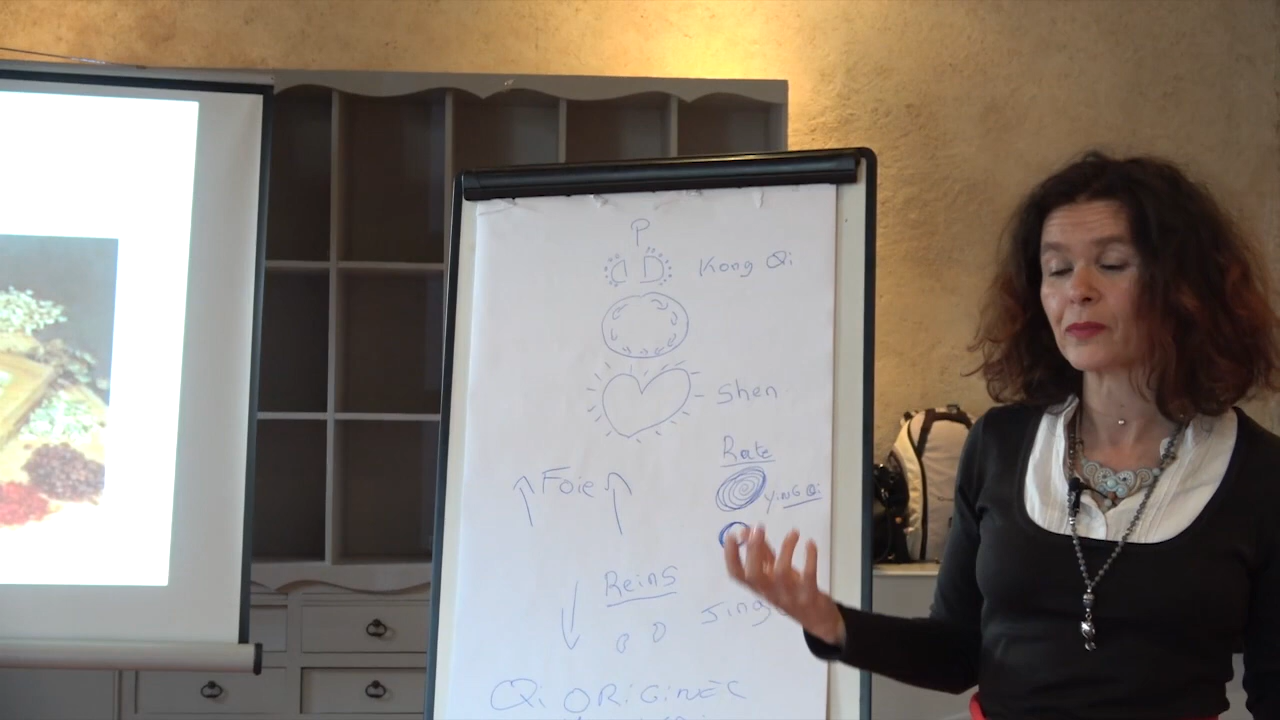 P
Kong Qi
Shen
Rate
YiNG Qi
Foie
Reins
Jing
Qi ORiGiNEL